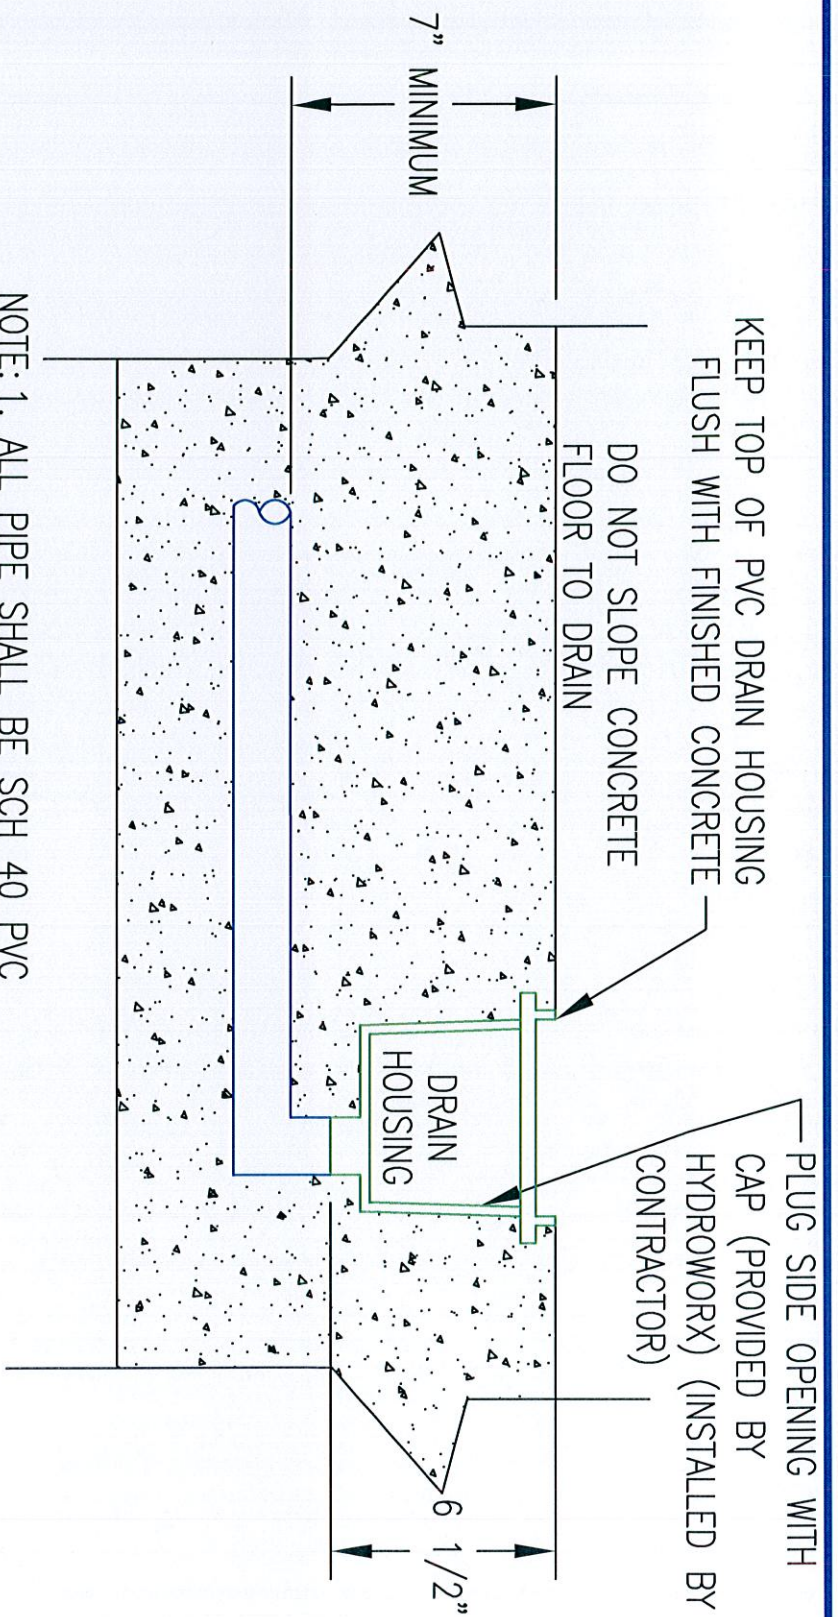 KEEP TOP OF PVC DRAIN HOUSING
FLUSH WITH FINISHED CONCRETE
DO NOT SLOPE CONCRETE
FLOOR TO DRAIN
PLUG SIDE OPENING WITH
CAP (PROVIDED BY
HYDROWORX) (INSTALLED BY
CONTRACTOR)
7" MINIMUM
DRAIN
HOUSING
6 1/2"
NOTE: 1. ALL PIPE SHALL BE SCH 40 PVC